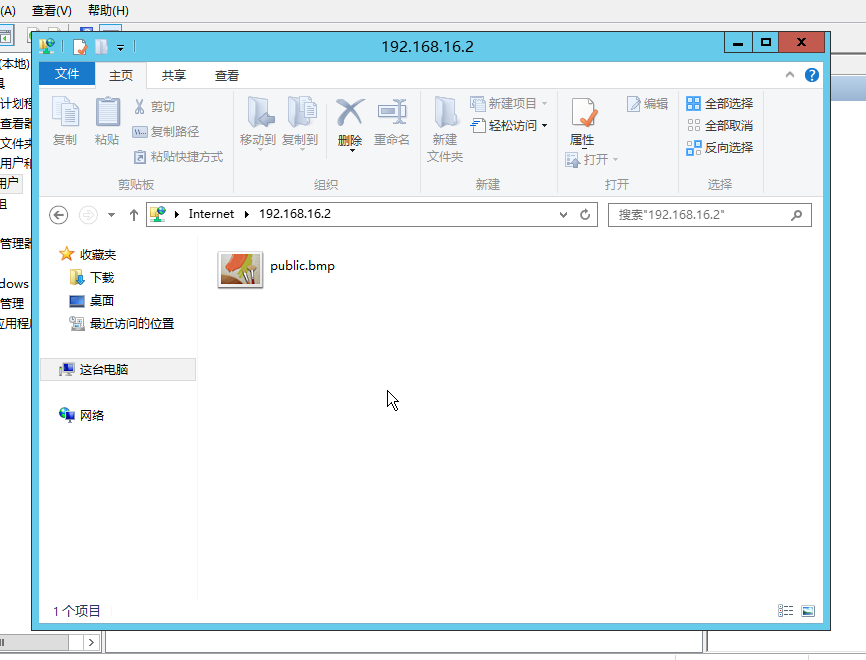 (A) 查看(V) 帮助(H)
192.168.16.2
文件 主页 共享 查看
复制 粘贴 剪切 复制路径 粘贴快捷方式
剪贴板
移动到 复制到 删除 重命名
组织
新建文件夹 新建项目 轻松访问
新建
属性 打开 编辑
打开
全部选择 全部取消 反向选择
选择
Internet 192.168.16.2 搜索"192.168.16.2"
收藏夹
下载
桌面
最近访问的位置
这台电脑
网络
public.bmp
1 个项目
(本地)
计划程
查看器
文件夹
用户和
用户
组
管理器
dows
管理
应用程